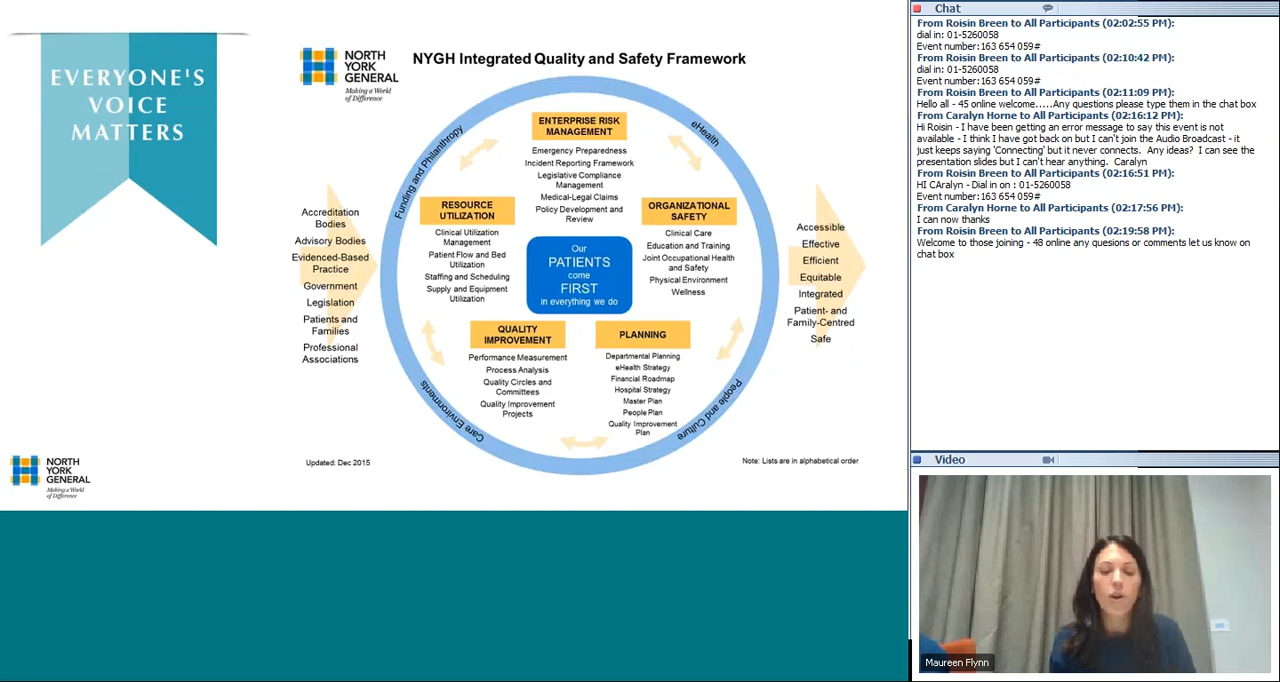 EVERYONE'S
VOICE
MATTERS
NORTH
YORK
GENERAL
Making a World
of Difference
NYGH Integrated Quality and Safety Framework
Funding and Philanthropy
eHealth
Care Environments
People and Culture
Accreditation
Bodies
Advisory Bodies
Evidenced-Based
Practice
Government
Legislation
Patients and
Families
Professional
Associations
ENTERPRISE RISK
MANAGEMENT
Emergency Preparedness
Incident Reporting Framework
Legislative Compliance
Management
Medical-Legal Claims
Policy Development and
Review
RESOURCE
UTILIZATION
Clinical Utilization
Management
Patient Flow and Bed
Utilization
Staffing and Scheduling
Supply and Equipment
Utilization
Our
PATIENTS
come
FIRST
in everything we do
ORGANIZATIONAL
SAFETY
Clinical Care
Education and Training
Joint Occupational Health
and Safety
Physical Environment
Wellness
QUALITY
IMPROVEMENT
Performance Measurement
Process Analysis
Quality Circles and
Committees
Quality Improvement
Projects
PLANNING
Departmental Planning
eHealth Strategy
Financial Roadmap
Hospital Strategy
Master Plan
People Plan
Quality Improvement
Plan
Accessible
Effective
Efficient
Equitable
Integrated
Patient- and
Family-Centred
Safe
Updated: Dec 2015
Note: Lists are in alphabetical order
NORTH
YORK
GENERAL
Making a World
of Difference
Chat
From Roisin Breen to All Participants (02:02:55 PM):
dial in: 01-5260058
Event number:163 654 059#
From Roisin Breen to All Participants (02:10:42 PM):
dial in: 01-5260058
Event number:163 654 059#
From Roisin Breen to All Participants (02:11:09 PM):
Hello all - 45 online welcome.....Any questions please type them in the chat box
From Caralyn Horne to All Participants (02:16:12 PM):
Hi Roisin - I have been getting an error message to say this event is not
available - I think I have got back on but I can't join the Audio Broadcast - it
just keeps saying 'Connecting' but it never connects.  Any ideas?  I can see the
presentation slides but I can't hear anything.  Caralyn
From Roisin Breen to All Participants (02:16:51 PM):
HI CAralyn - Dial in on : 01-5260058
Event number:163 654 059#
From Caralyn Horne to All Participants (02:17:56 PM):
I can now thanks
From Roisin Breen to All Participants (02:19:58 PM):
Welcome to those joining - 48 online any quesions or comments let us know on
chat box
Video
Maureen Flynn